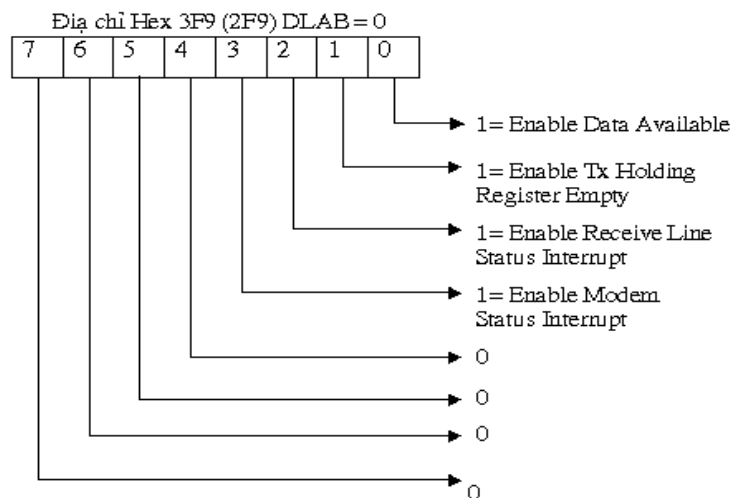 Địa chỉ Hex 3F9 (2F9) DLAB = 0
7 6 5 4 3 2 1 0
1= Enable Data Available
1= Enable Tx Holding
Register Empty
1= Enable Receive Line
Status Interrupt
1= Enable Modem
Status Interrupt
0
0
0
0